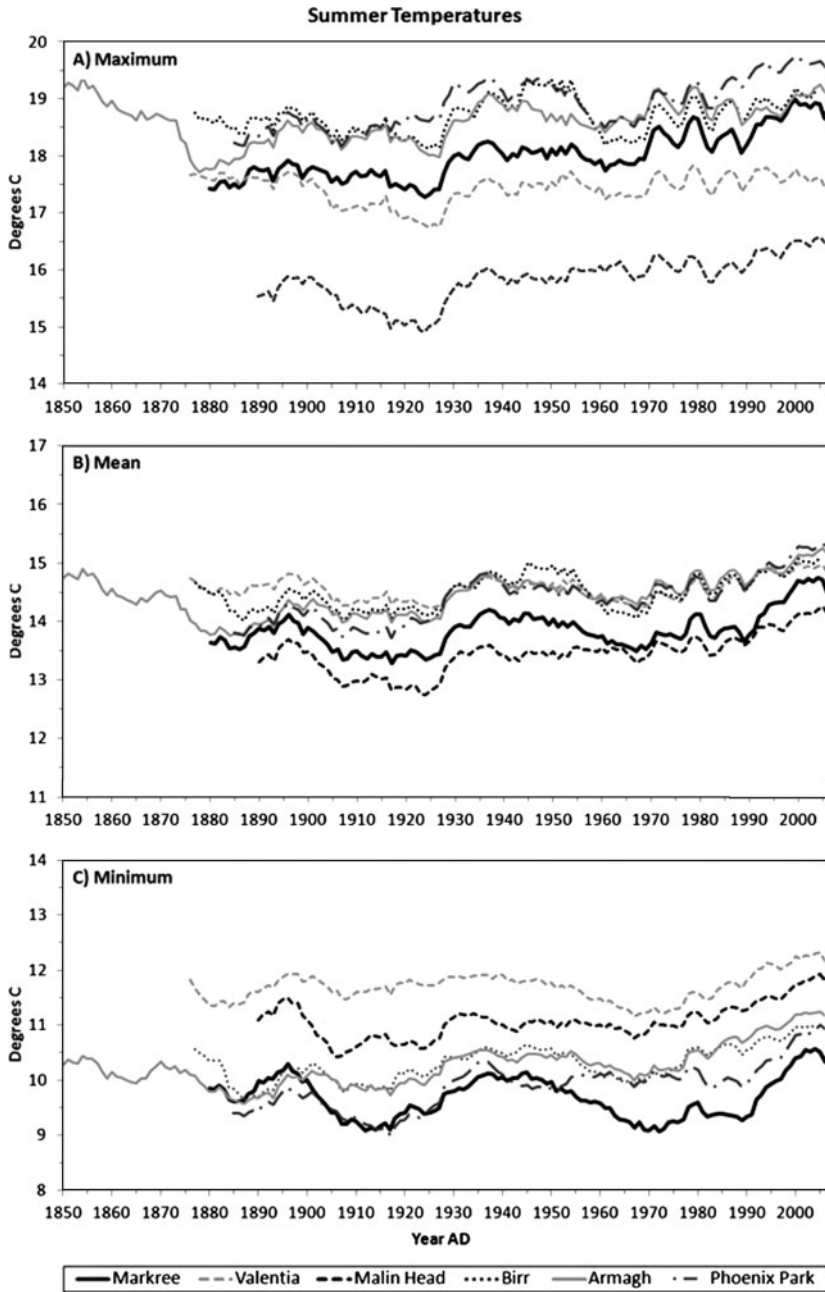 Summer Temperatures
A) Maximum
Degrees C
20
19
18
17
16
15
14
1850 1860 1870 1880 1890 1900 1910 1920 1930 1940 1950 1960 1970 1980 1990 2000
B) Mean
Degrees C
17
16
15
14
13
12
11
1850 1860 1870 1880 1890 1900 1910 1920 1930 1940 1950 1960 1970 1980 1990 2000
C) Minimum
Degrees C
14
13
12
11
10
9
8
1850 1860 1870 1880 1890 1900 1910 1920 1930 1940 1950 1960 1970 1980 1990 2000
Year AD
Markree Valentia Malin Head Birr Armagh Phoenix Park